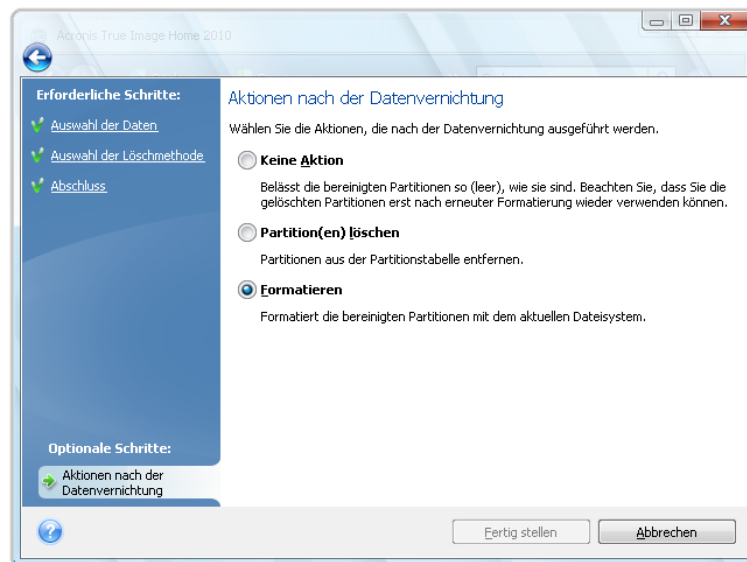 Acronis True Image Home 2010
Erforderliche Schritte:
Auswahl der Daten
Auswahl der Löschmethode
Abschluss
Aktionen nach der Datenvernichtung
Wählen Sie die Aktionen, die nach der Datenvernichtung ausgeführt werden.
Keine Aktion
Belässt die bereinigten Partitionen so (leer), wie sie sind. Beachten Sie, dass Sie die
gelöschten Partitionen erst nach erneuter Formatierung wieder verwenden können.
Partition(en) löschen
Partitionen aus der Partitionstabelle entfernen.
Formatieren
Formatiert die bereinigten Partitionen mit dem aktuellen Dateisystem.
Optionale Schritte:
Aktionen nach der
Datenvernichtung
Fertig stellen
Abbrechen